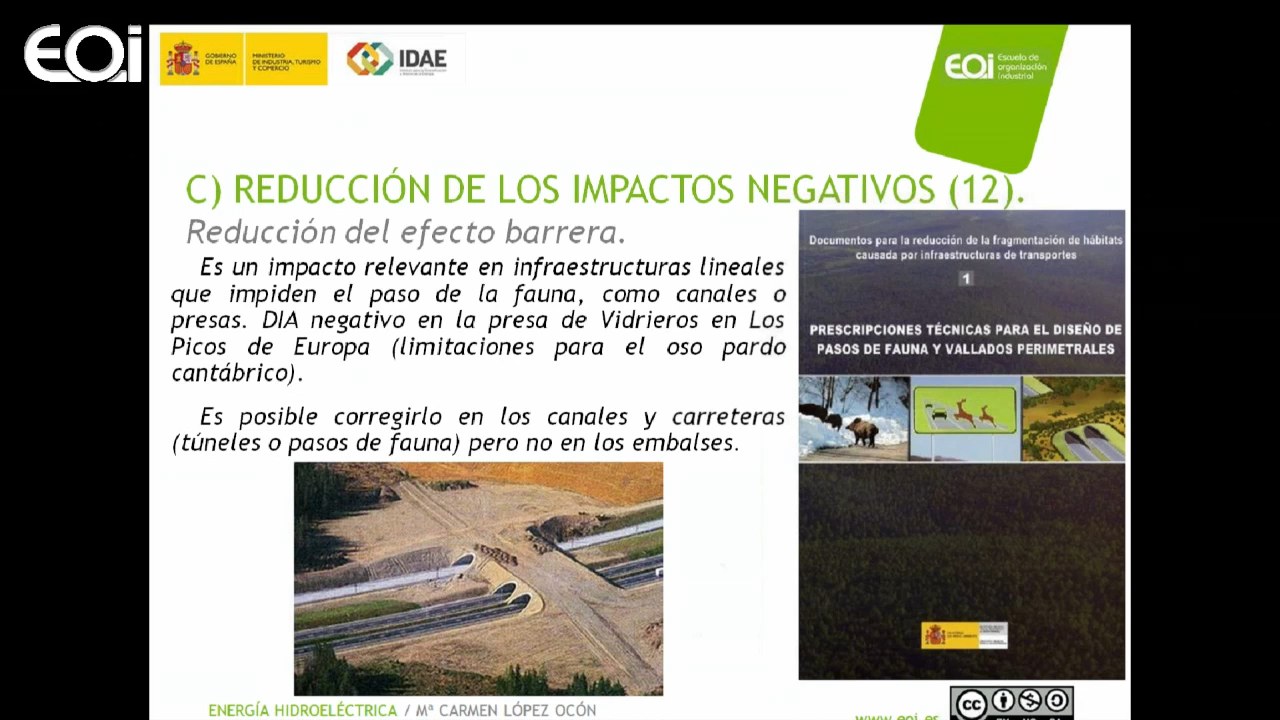 EOi
GOBIERNO
DE ESPAÑA
MINISTERIO
DE INDUSTRIA, TURISMO
Y COMERCIO
IDAE
EOi
Escuela de
organización
industrial
C) REDUCCIÓN DE LOS IMPACTOS NEGATIVOS (12).
Reducción del efecto barrera.
Es un impacto relevante en infraestructuras lineales
que impiden el paso de la fauna, como canales o
presas. DIA negativo en la presa de Vidrieros en Los
Picos de Europa (limitaciones para el oso pardo
cantábrico).
Es posible corregirlo en los canales y carreteras
(túneles o pasos de fauna) pero no en los embalses.
Documentos para la reducción de la fragmentación de hábitats
causada por infraestructuras de transportes
1
PRESCRIPCIONES TÉCNICAS PARA EL DISEÑO DE
PASOS DE FAUNA Y VALLADOS PERIMETRALES
ENERGÍA HIDROELÉCTRICA / Mª CARMEN LÓPEZ OCÓN
www.eoi.es
cc